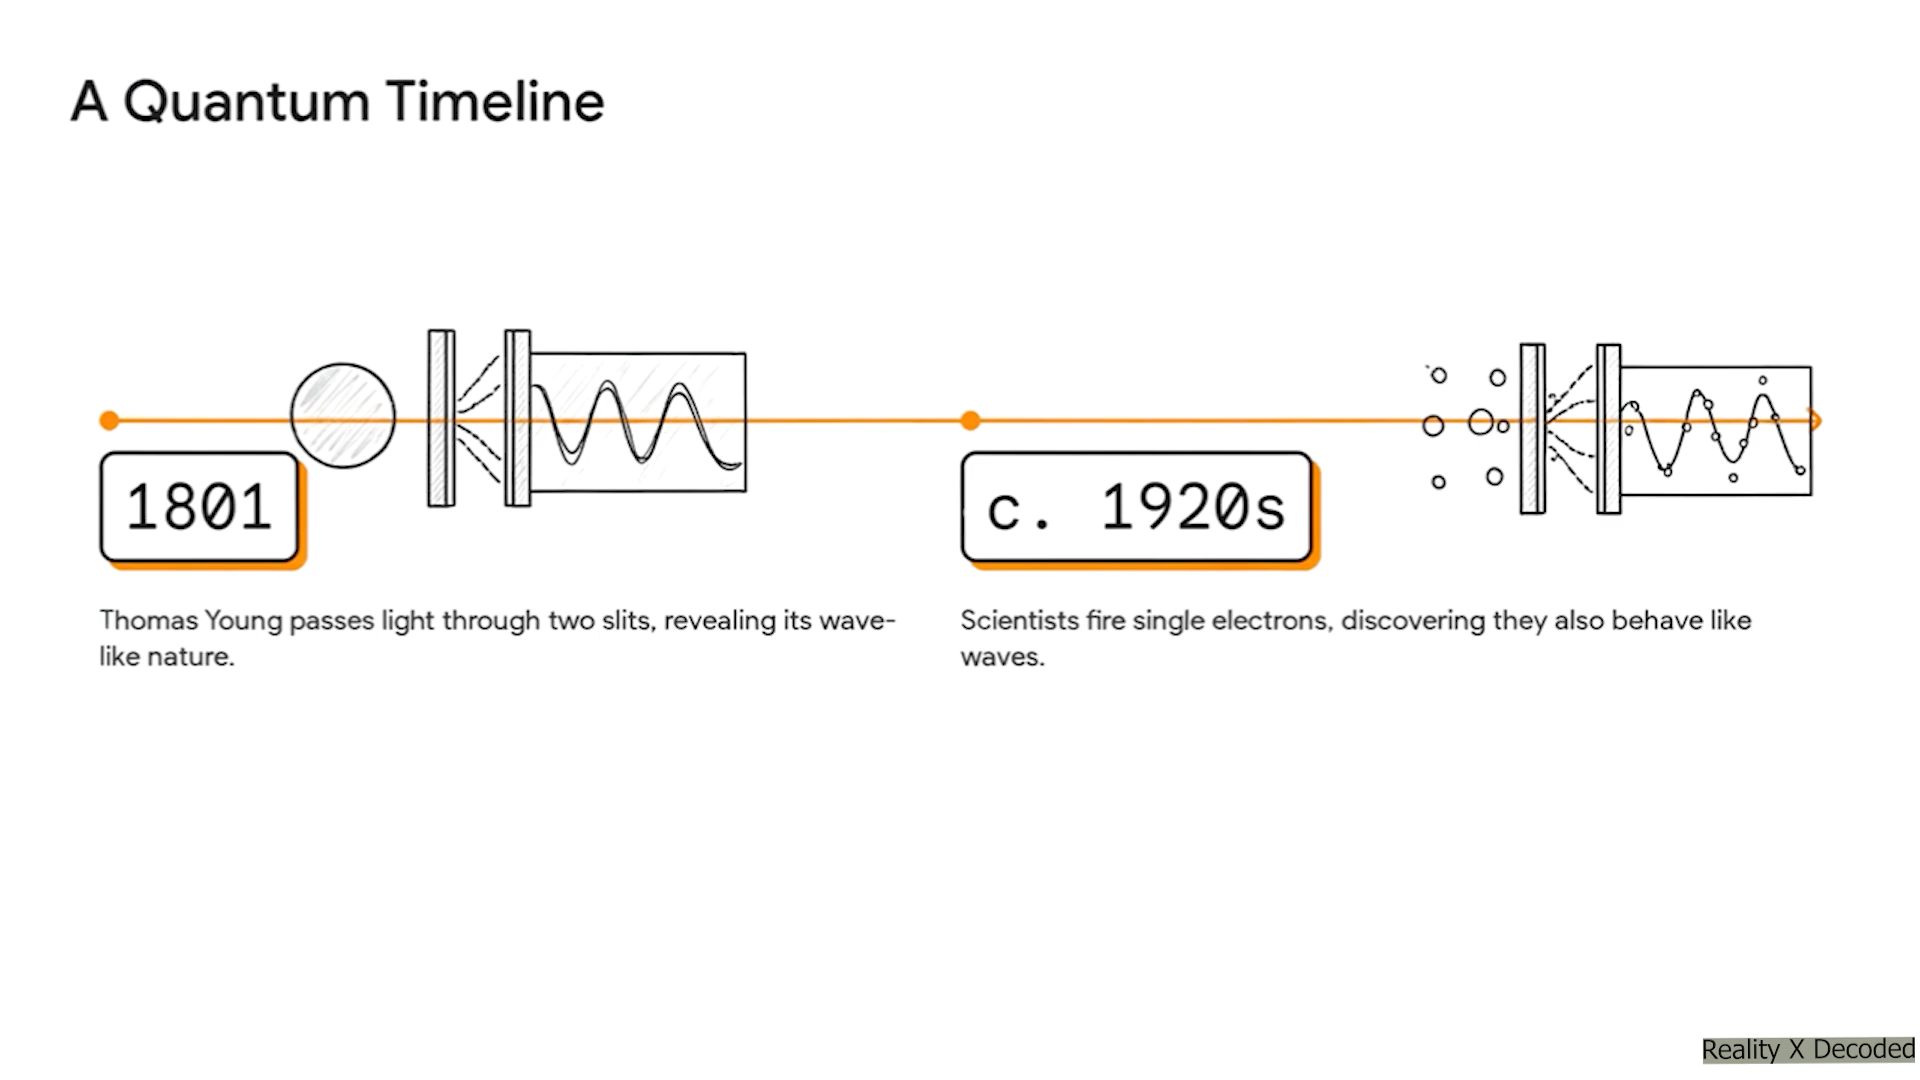 A Quantum Timeline
1801
c. 1920s
Thomas Young passes light through two slits, revealing its wave-
like nature.
Scientists fire single electrons, discovering they also behave like
waves.
Reality X Decoded